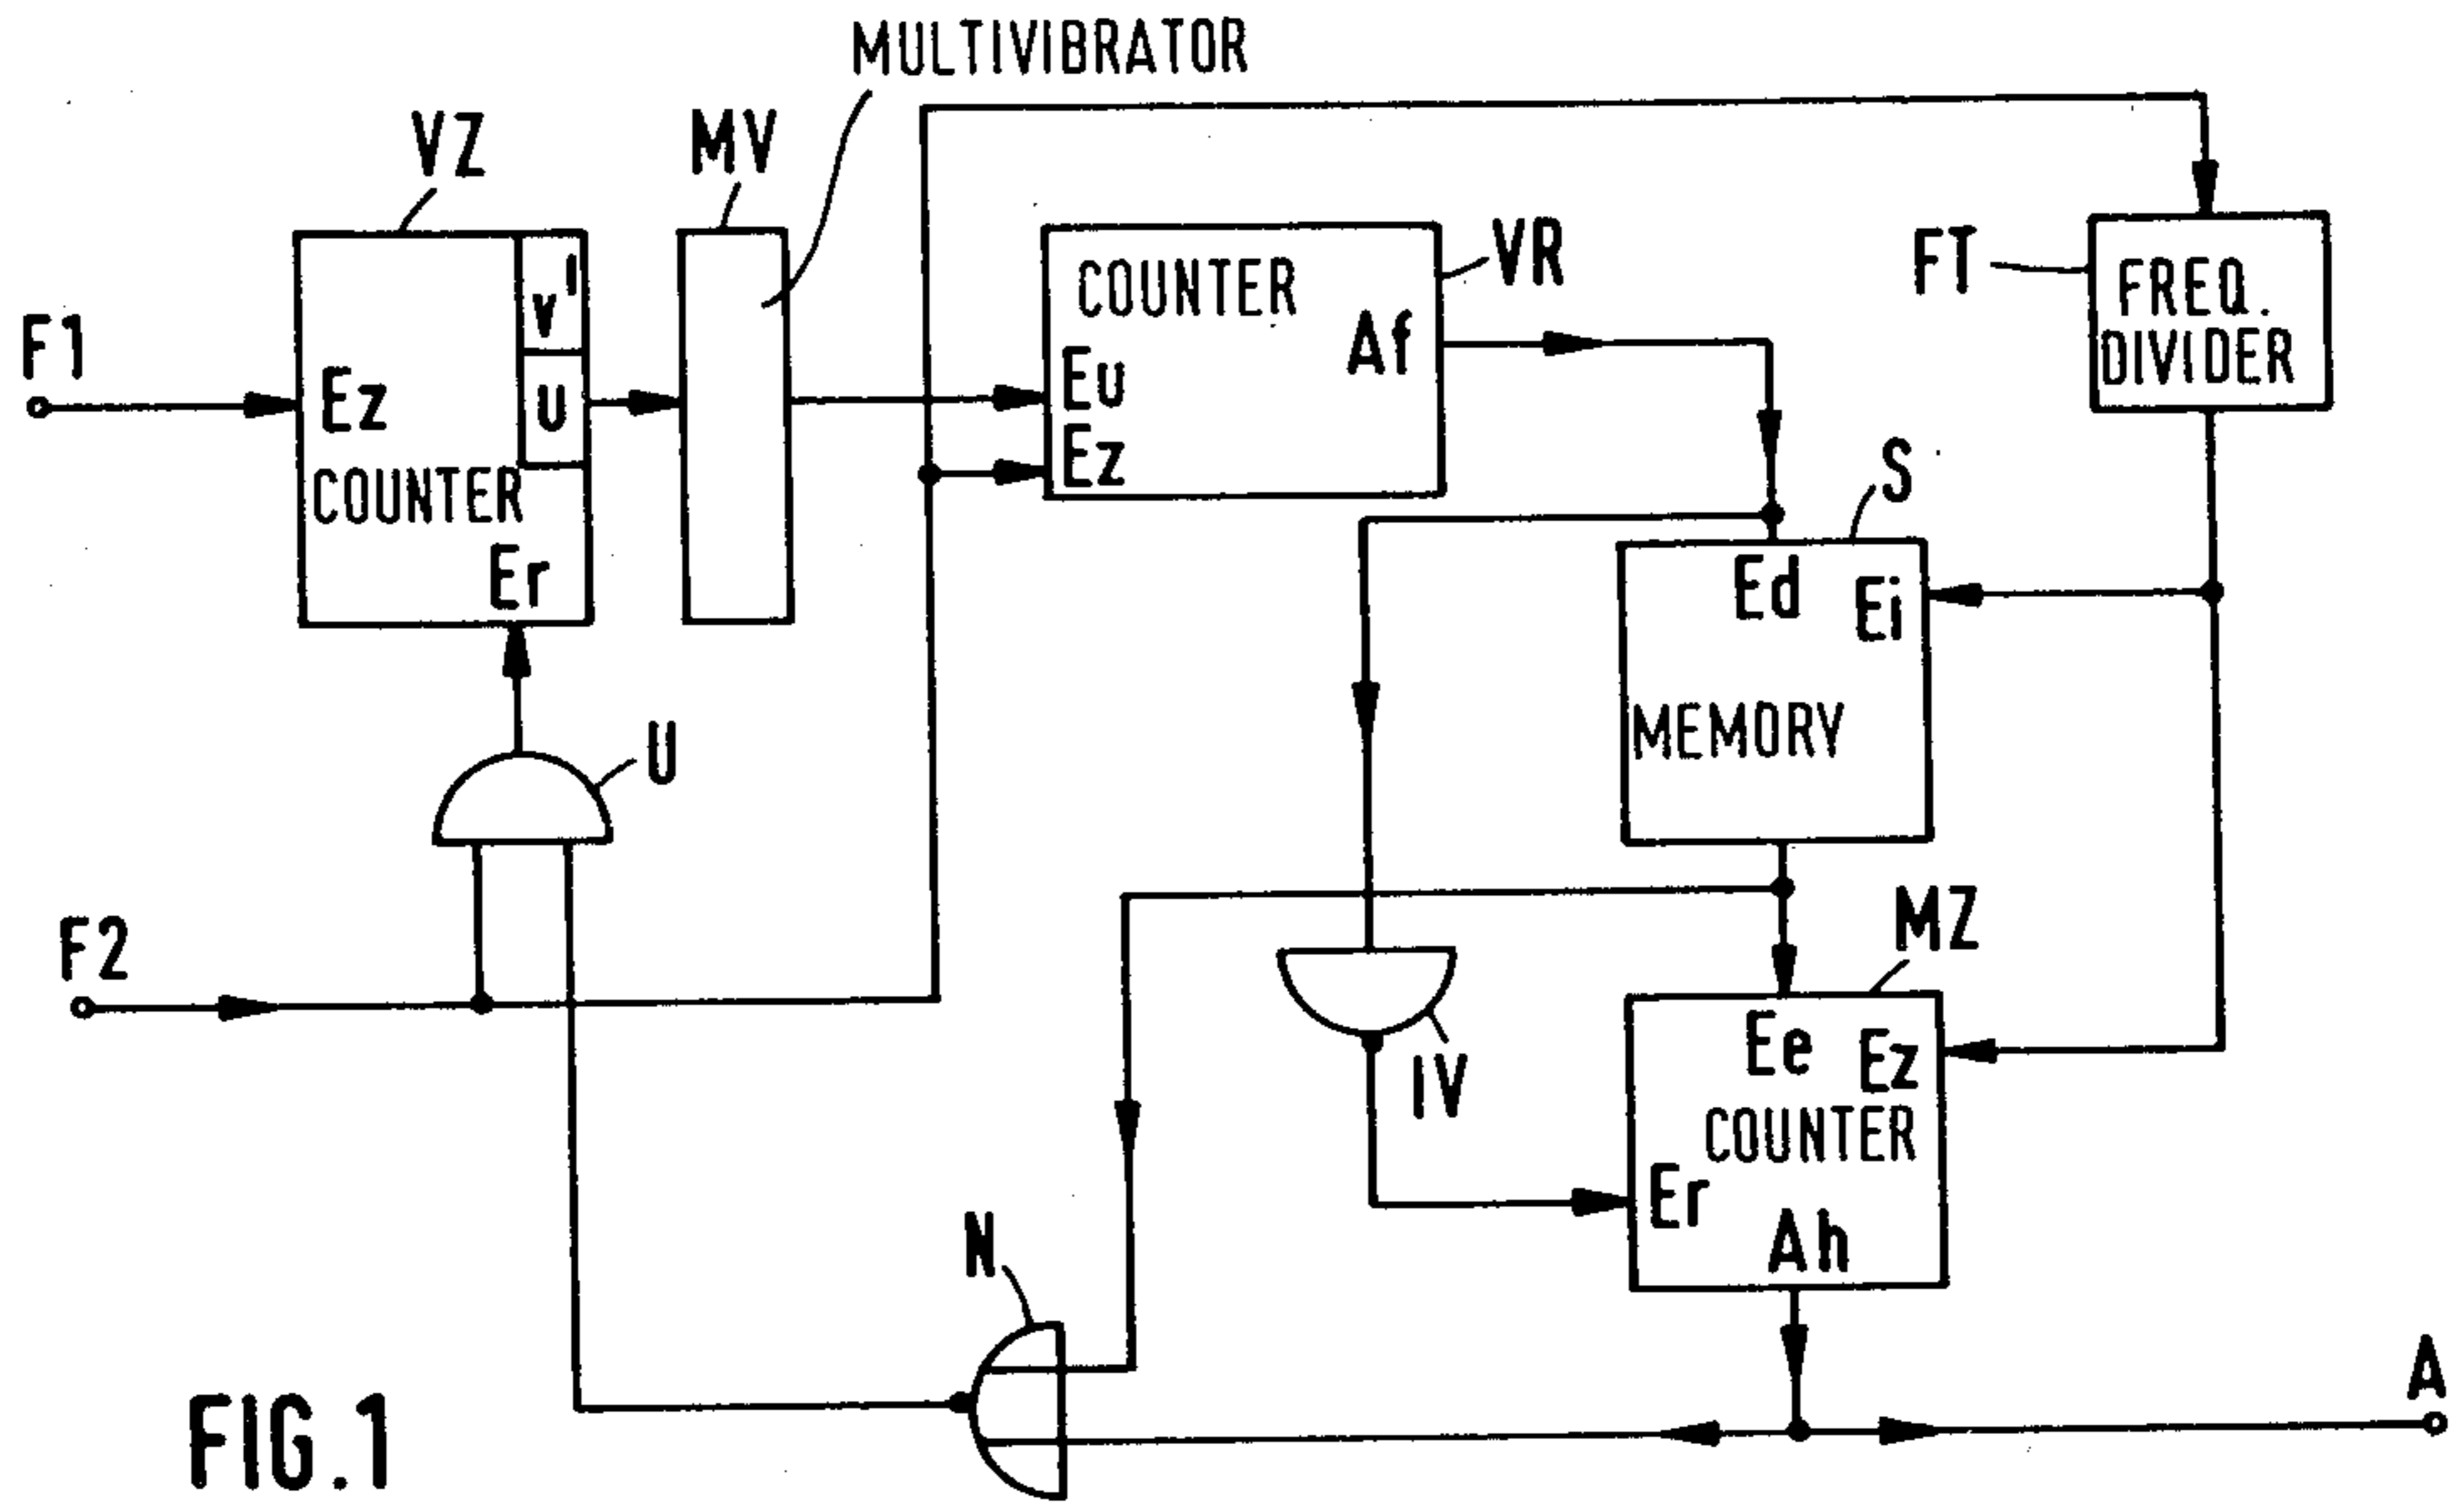 MULTIVIBRATOR
VZ
MV
V'
U
F1
Ez
COUNTER
Er
COUNTER
VR
Af
Eu
Ez
FT
FREQ.
DIVIDER
S
Ed
Ei
MEMORY
U
F2
MZ
IV
Ee
Ez
COUNTER
Er
Ah
N
A
FIG.1